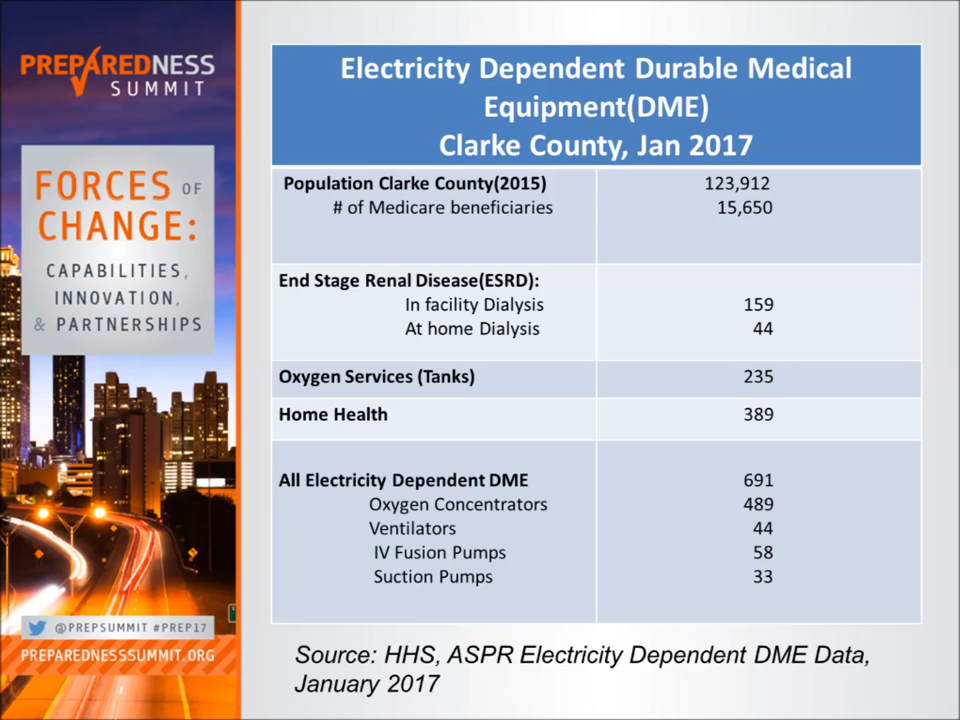 PREPAREDNESS
SUMMIT
FORCES OF
CHANGE:
CAPABILITIES,
INNOVATION,
& PARTNERSHIPS
@PREPSUMMIT #PREP17
PREPAREDNESSSUMMIT.ORG
Electricity Dependent Durable Medical
Equipment(DME)
Clarke County, Jan 2017
Population Clarke County(2015) 123,912
# of Medicare beneficiaries 15,650
End Stage Renal Disease(ESRD):
In facility Dialysis 159
At home Dialysis 44
Oxygen Services (Tanks) 235
Home Health 389
All Electricity Dependent DME 691
Oxygen Concentrators 489
Ventilators 44
IV Fusion Pumps 58
Suction Pumps 33
Source: HHS, ASPR Electricity Dependent DME Data,
January 2017